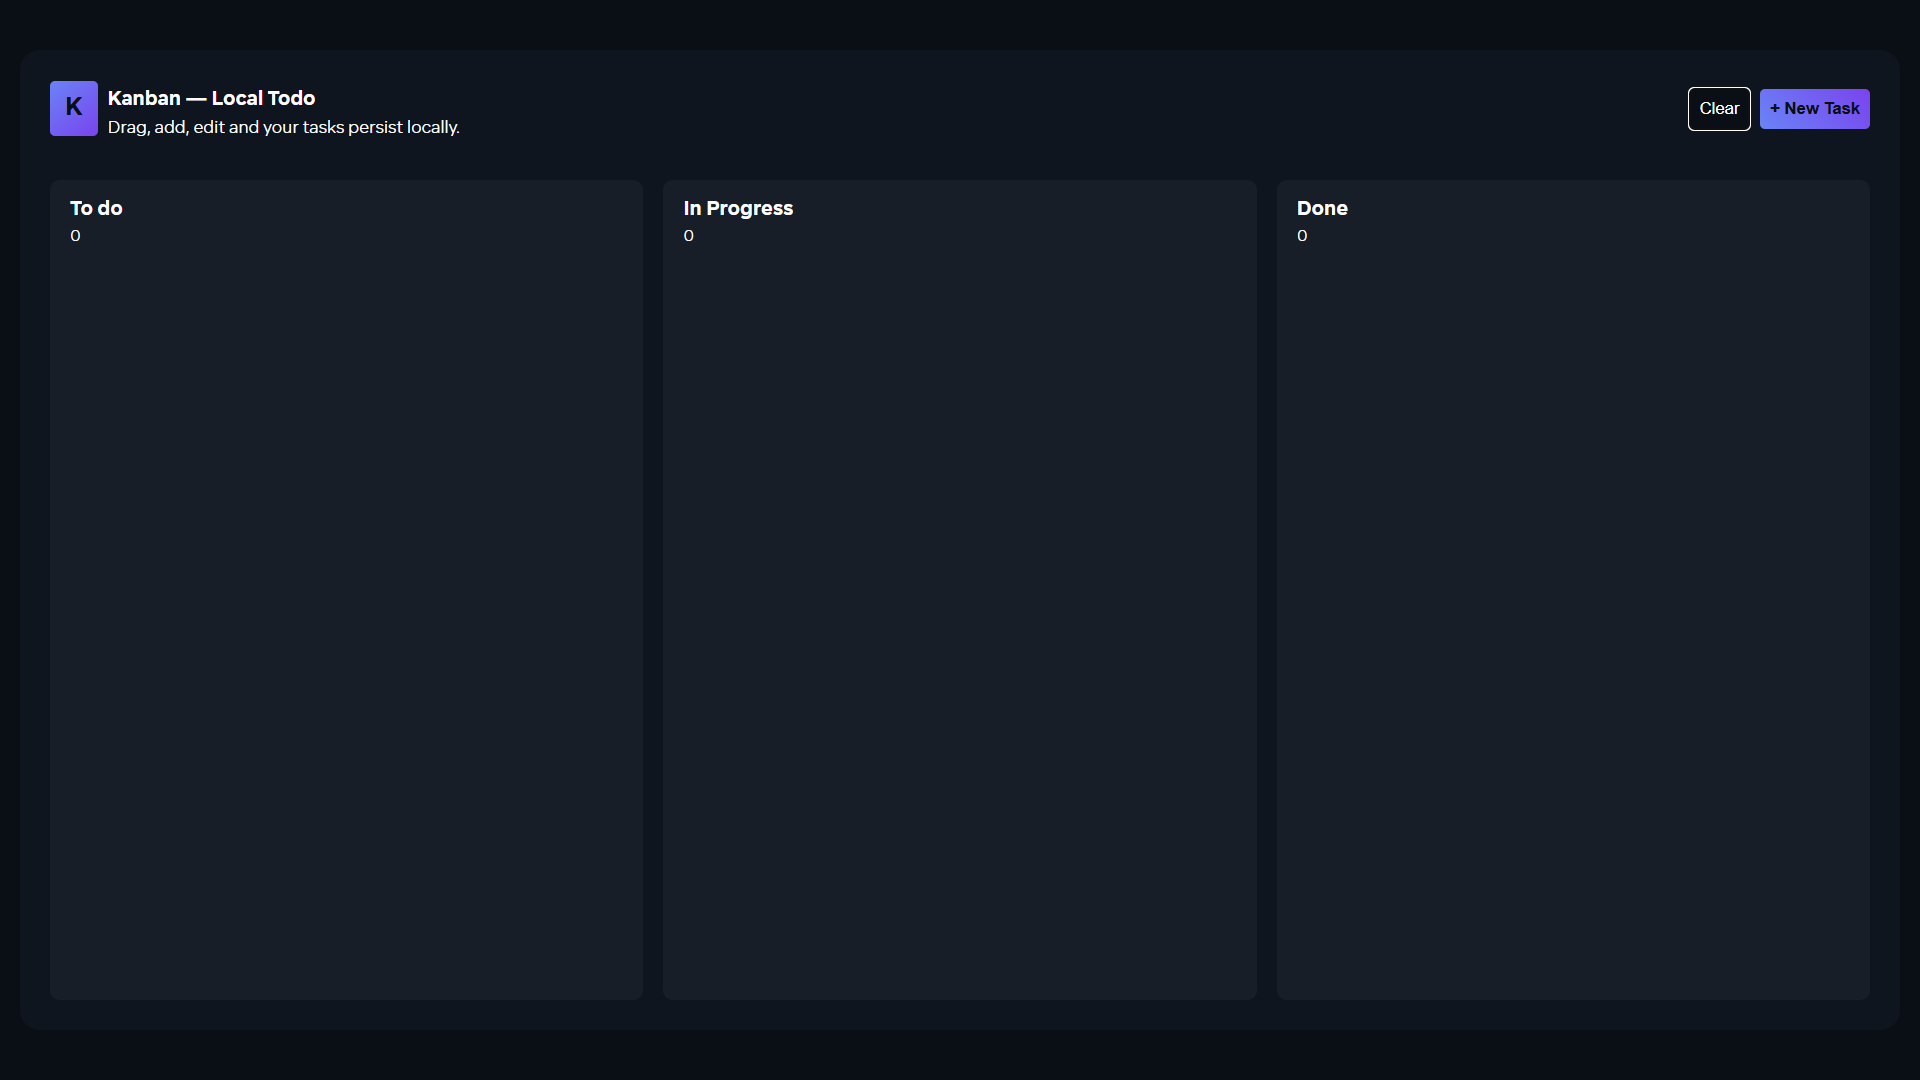 K
Kanban — Local Todo
Drag, add, edit and your tasks persist locally.
Clear
+ New Task
To do
0
In Progress
0
Done
0